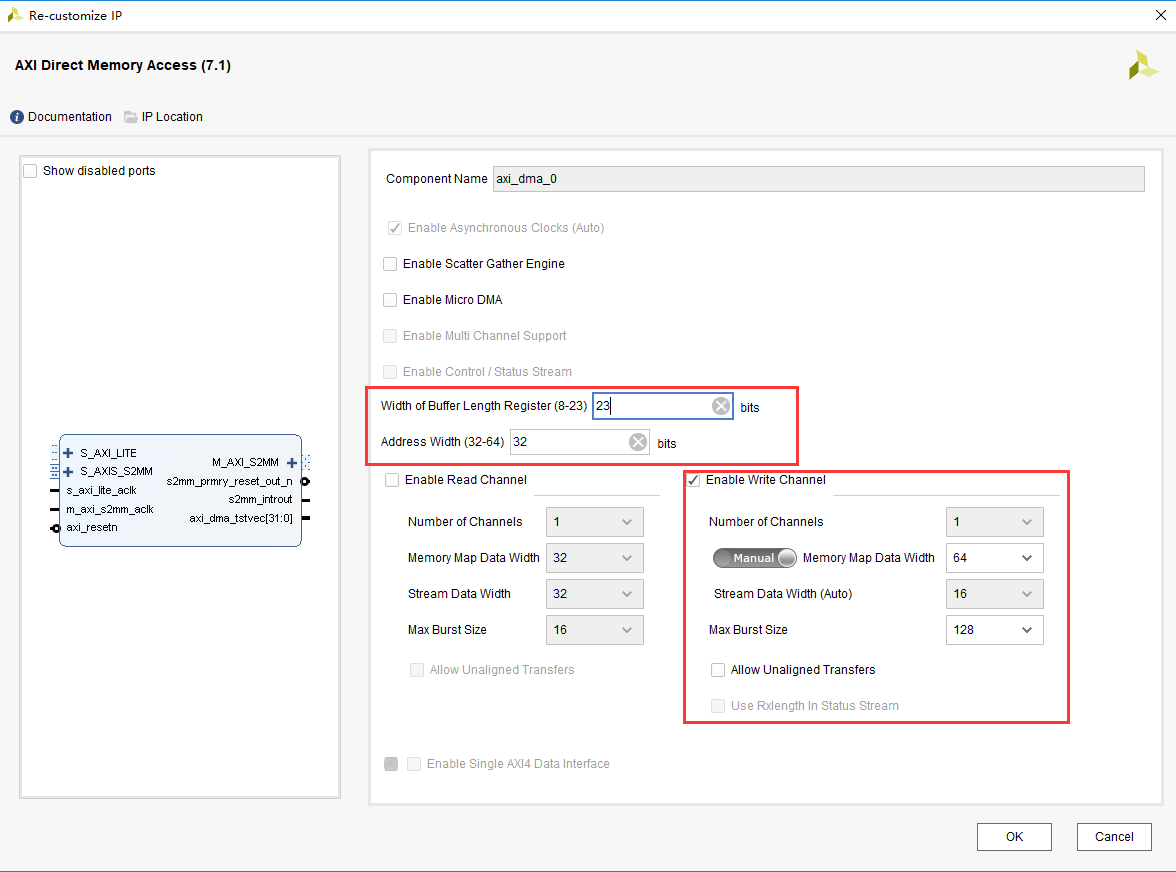 Re-customize IP
AXI Direct Memory Access (7.1)
Documentation IP Location
Show disabled ports
S_AXI_LITE
S_AXIS_S2MM
s_axi_lite_aclk
m_axi_s2mm_aclk
axi_resetn
M_AXI_S2MM
s2mm_prmry_reset_out_n
s2mm_introut
axi_dma_tstvec[31:0]
Component Name axi_dma_0
Enable Asynchronous Clocks (Auto)
Enable Scatter Gather Engine
Enable Micro DMA
Enable Multi Channel Support
Enable Control / Status Stream
Width of Buffer Length Register (8-23) 23 bits
Address Width (32-64) 32 bits
Enable Read Channel
Number of Channels 1
Memory Map Data Width 32
Stream Data Width 32
Max Burst Size 16
Allow Unaligned Transfers
Enable Write Channel
Number of Channels 1
Manual Memory Map Data Width 64
Stream Data Width (Auto) 16
Max Burst Size 128
Allow Unaligned Transfers
Use Rxlength In Status Stream
Enable Single AXI4 Data Interface
OK Cancel